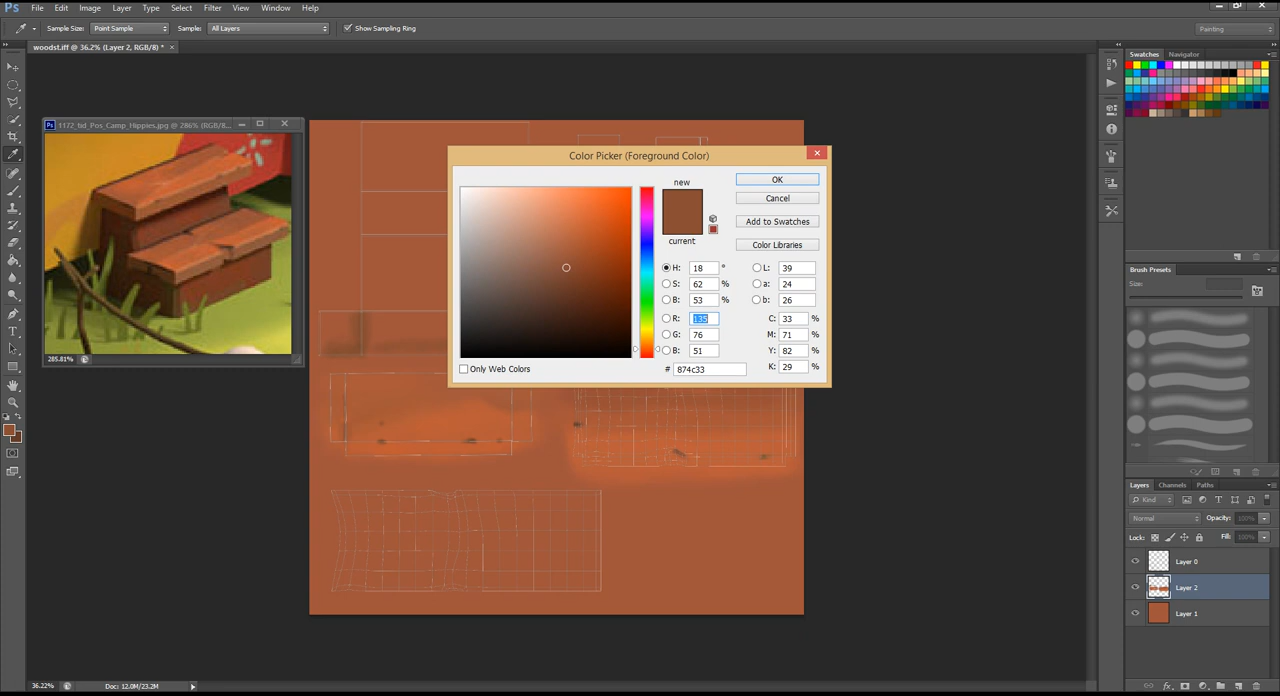 Ps File Edit Image Layer Type Select Filter View Window Help
Sample Size: Point Sample Sample: All Layers Show Sampling Ring Painting
woodst.iff @ 36.2% (Layer 2, RGB/8) * ×
Swatches Navigator
Ps 1172_tid_Pos_Camp_Hippies.jpg @ 286% (RGB/8...
285.81%
Color Picker (Foreground Color)
new
current
OK
Cancel
Add to Swatches
Color Libraries
H: 18 °
S: 62 %
B: 53 %
R: 135
G: 76
B: 51
L: 39
a: 24
b: 26
C: 33 %
M: 71 %
Y: 82 %
K: 29 %
Only Web Colors
# 874c33
Brush Presets
Size:
Layers Channels Paths
Kind
Normal Opacity: 100%
Lock: Fill: 100%
Layer 0
Layer 2
Layer 1
36.22% Doc: 12.0M/23.2M